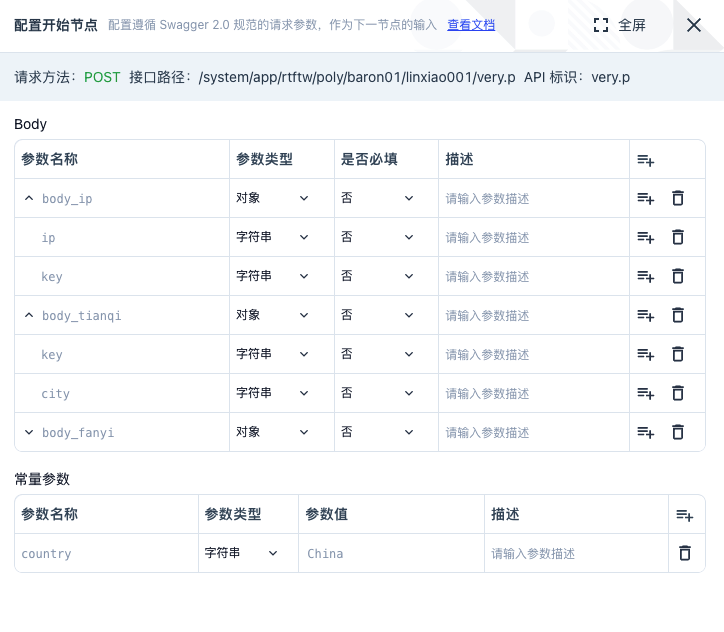 配置开始节点 配置遵循 Swagger 2.0 规范的请求参数，作为下一节点的输入 查看文档 全屏
请求方法： POST 接口路径： /system/app/rtftw/poly/baron01/linxiao001/very.p API 标识： very.p
Body
参数名称 参数类型 是否必填 描述
body_ip 对象 否 请输入参数描述
ip 字符串 否 请输入参数描述
key 字符串 否 请输入参数描述
body_tianqi 对象 否 请输入参数描述
key 字符串 否 请输入参数描述
city 字符串 否 请输入参数描述
body_fanyi 对象 否 请输入参数描述
常量参数
参数名称 参数类型 参数值 描述
country 字符串 China 请输入参数描述